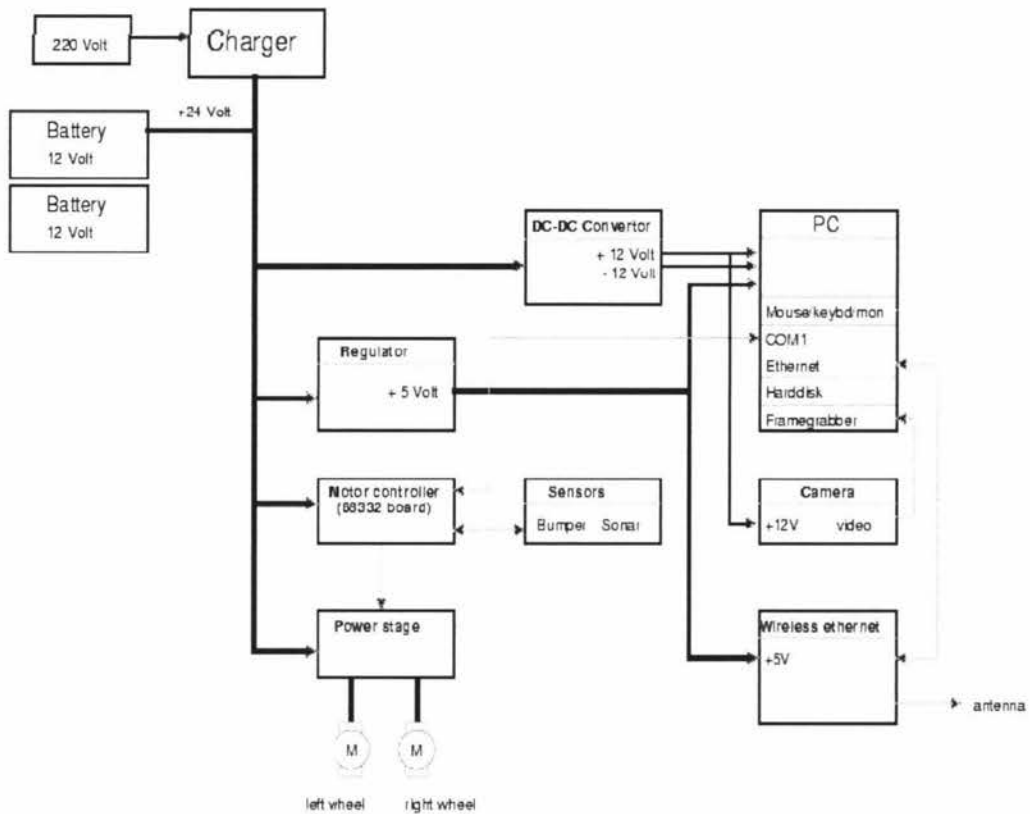 220 Volt
Charger
+24 Volt
Battery
12 Volt
Battery
12 Volt
DC-DC Convertor
+ 12 Volt
- 12 Volt
PC
Mouse/keybd/mon
COM1
Ethernet
Harddisk
Framegrabber
Regulator
+ 5 Volt
Motor controller
(68332 board)
Sensors
Bumper Sonar
Camera
+12V video
Power stage
Wireless ethernet
+5V
antenna
M M
left wheel right wheel